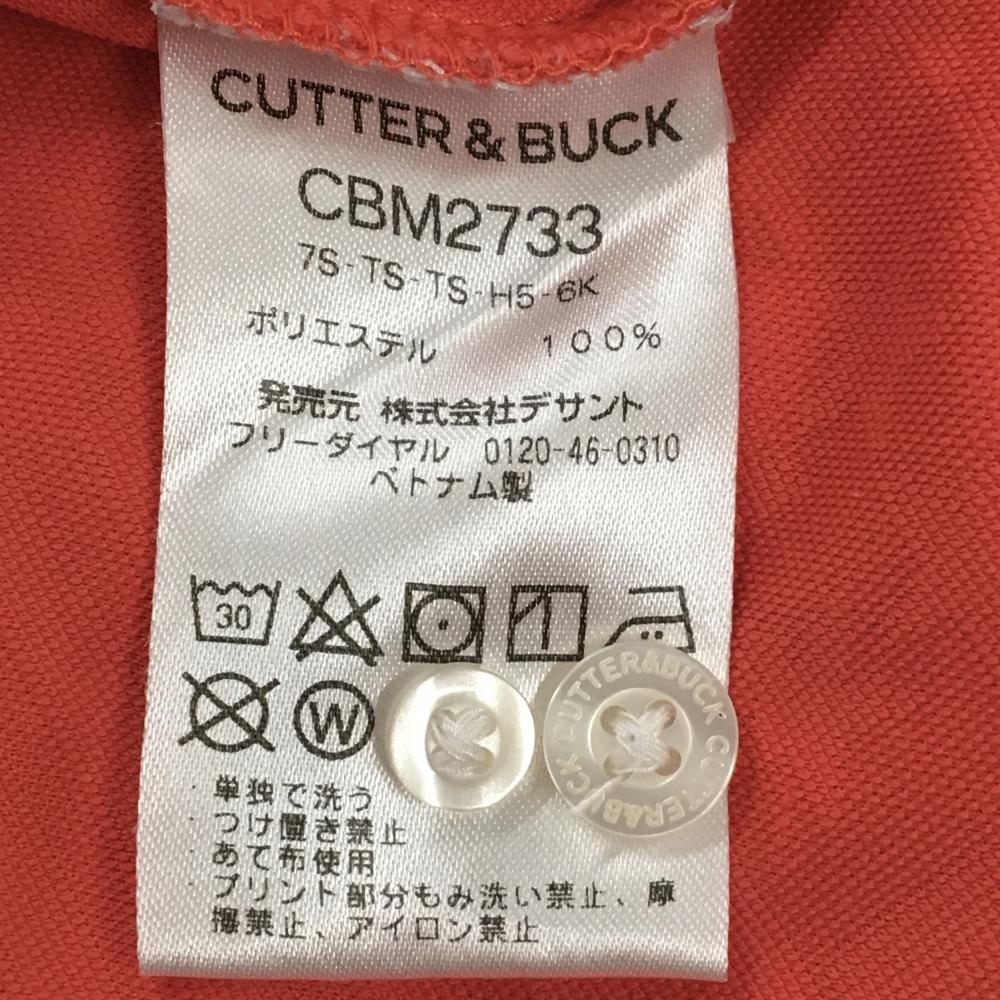 CUTTER & BUCK
CBM2733
7S-TS-TS-H5-6K
ポリエステル 100%
発売元 株式会社デサント
フリーダイヤル 0120-46-0310
ベトナム製
30
W
CUTTER&BUCK CUTTER&BUCK
単独で洗う
つけ置き禁止
あて布使用
プリント部分もみ洗い禁止、摩
擦禁止、アイロン禁止